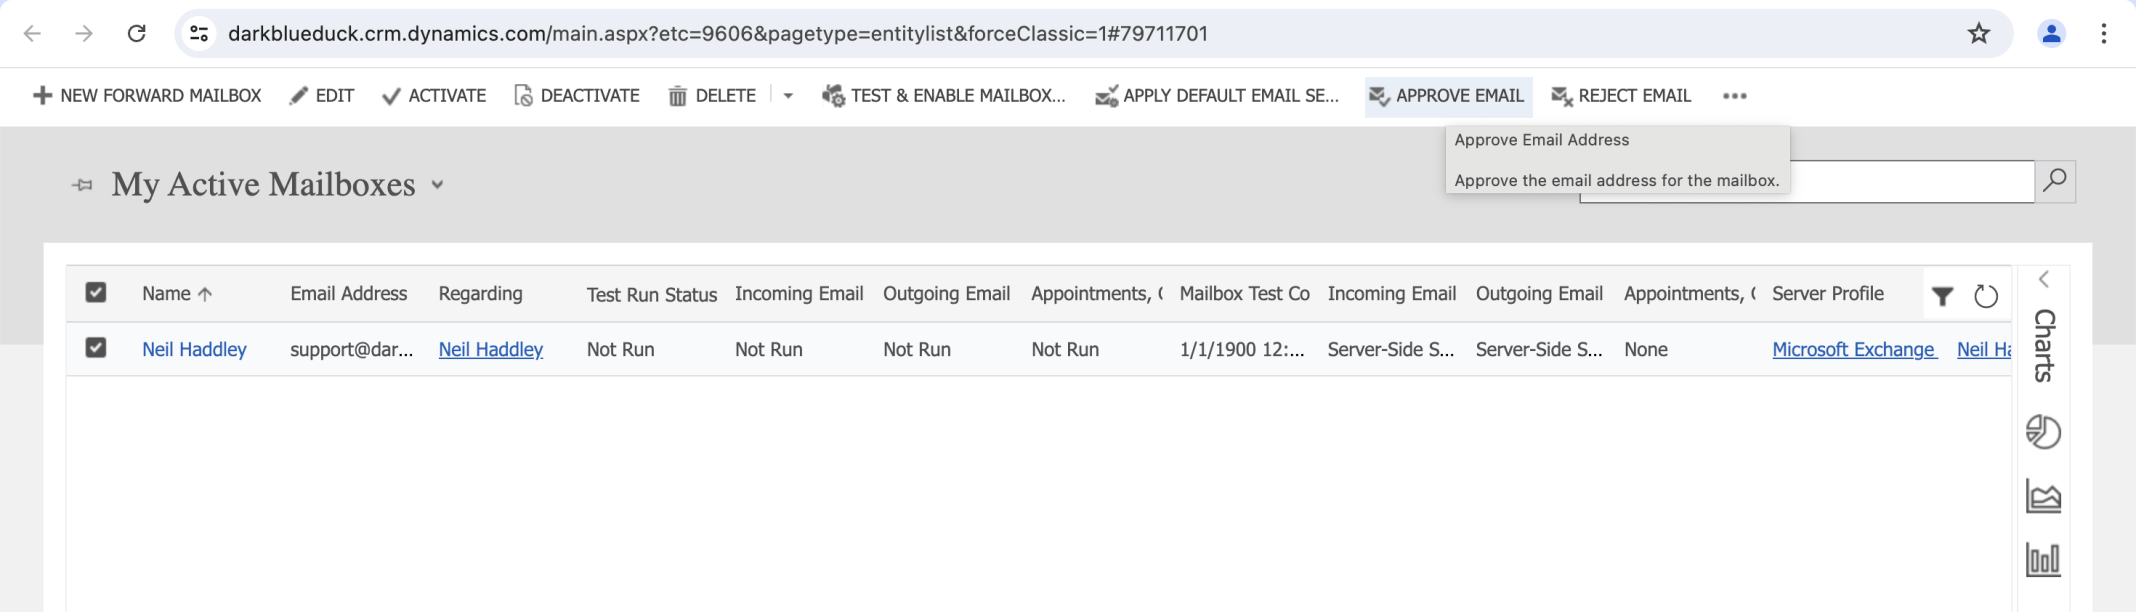 darkblueduck.crm.dynamics.com/main.aspx?etc=9606&pagetype=entitylist&forceClassic=1#79711701
NEW FORWARD MAILBOX EDIT ACTIVATE DEACTIVATE DELETE TEST & ENABLE MAILBOX... APPLY DEFAULT EMAIL SE... APPROVE EMAIL REJECT EMAIL
Approve Email Address
Approve the email address for the mailbox.
My Active Mailboxes
Name Email Address Regarding Test Run Status Incoming Email Outgoing Email Appointments, Mailbox Test Co Incoming Email Outgoing Email Appointments, Server Profile
Neil Haddley support@dar... Neil Haddley Not Run Not Run Not Run Not Run 1/1/1900 12:... Server-Side S... Server-Side S... None Microsoft Exchange Neil Ha
Charts